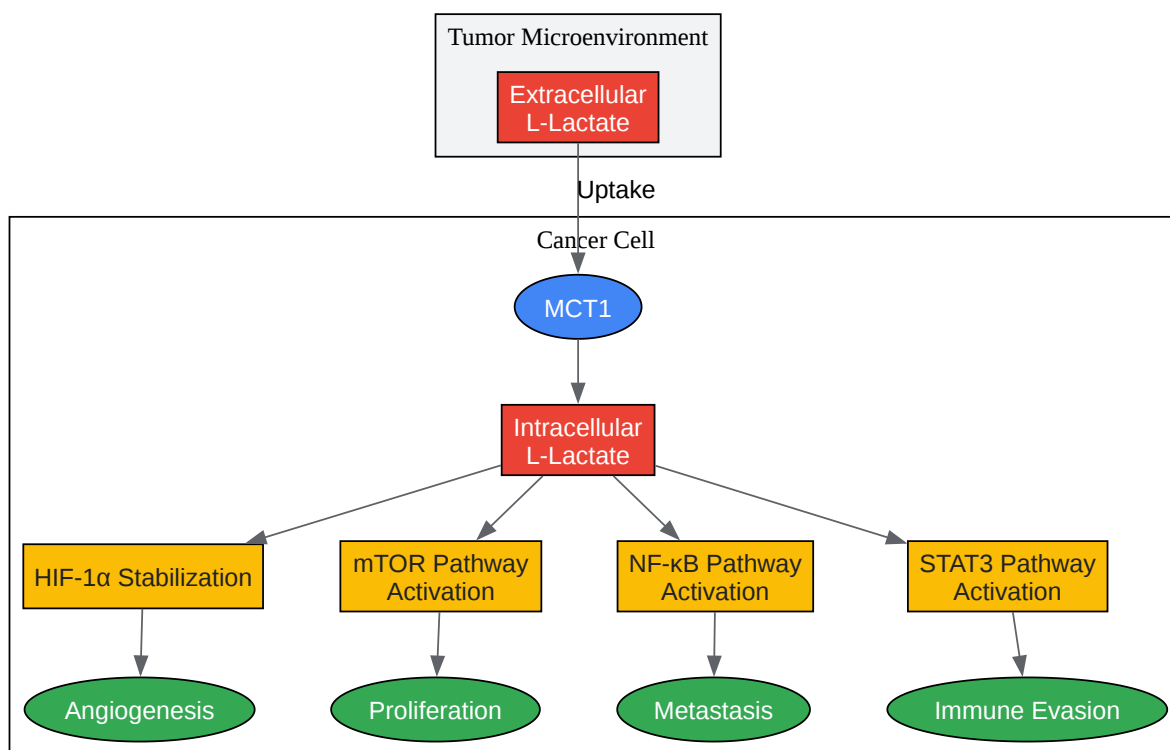 Tumor Microenvironment
Extracellular
L-Lactate
Uptake
Cancer Cell
MCT1
Intracellular
L-Lactate
HIF-1α Stabilization
mTOR Pathway
Activation
NF-κB Pathway
Activation
STAT3 Pathway
Activation
Angiogenesis
Proliferation
Metastasis
Immune Evasion